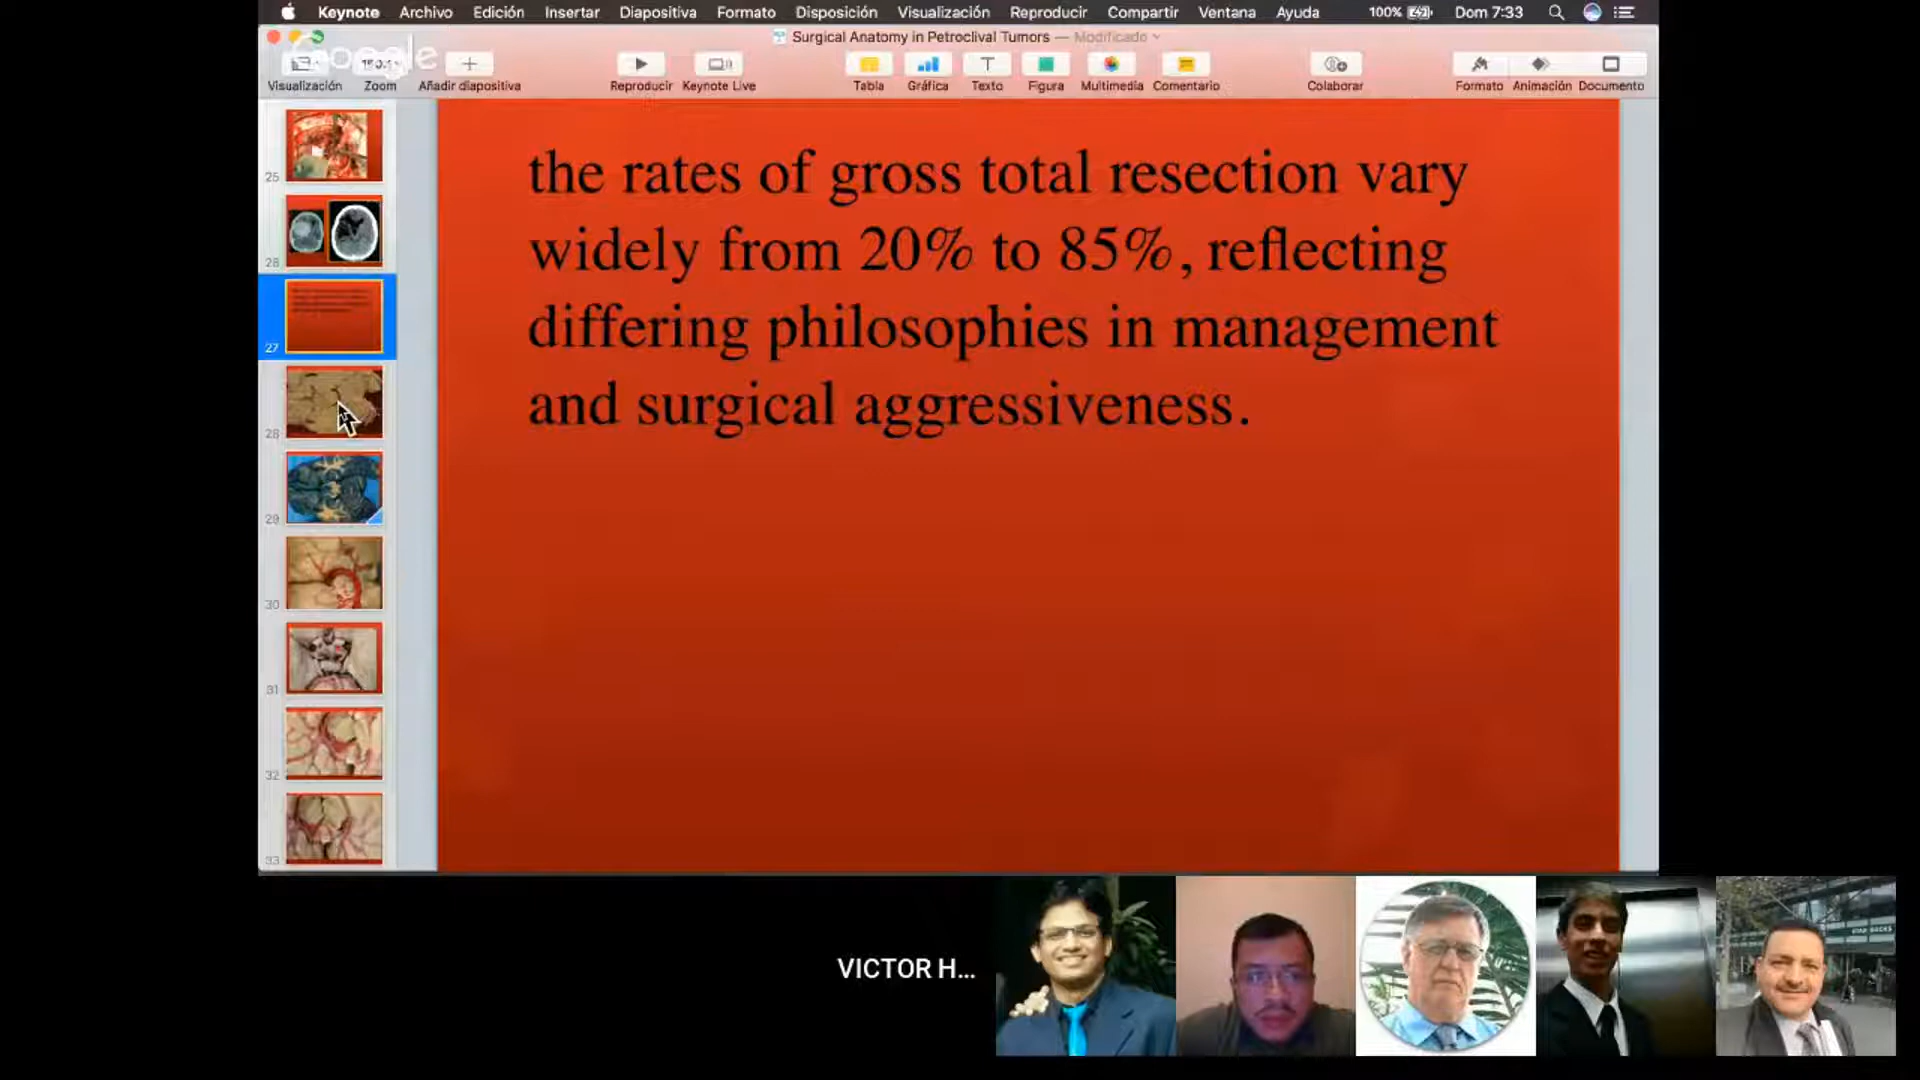 Keynote Archivo Edición Insertar Diapositiva Formato Disposición Visualización Reproducir Compartir Ventana Ayuda 100% Dom 7:33
Surgical Anatomy in Petroclival Tumors — Modificado
Google
Visualización Zoom Añadir diapositiva Reproducir Keynote Live Tabla Gráfica Texto Figura Multimedia Comentario Colaborar Formato Animación Documento
25
26
27
28
29
30
31
32
33
the rates of gross total resection vary
widely from 20% to 85%, reflecting
differing philosophies in management
and surgical aggressiveness.
VICTOR H...